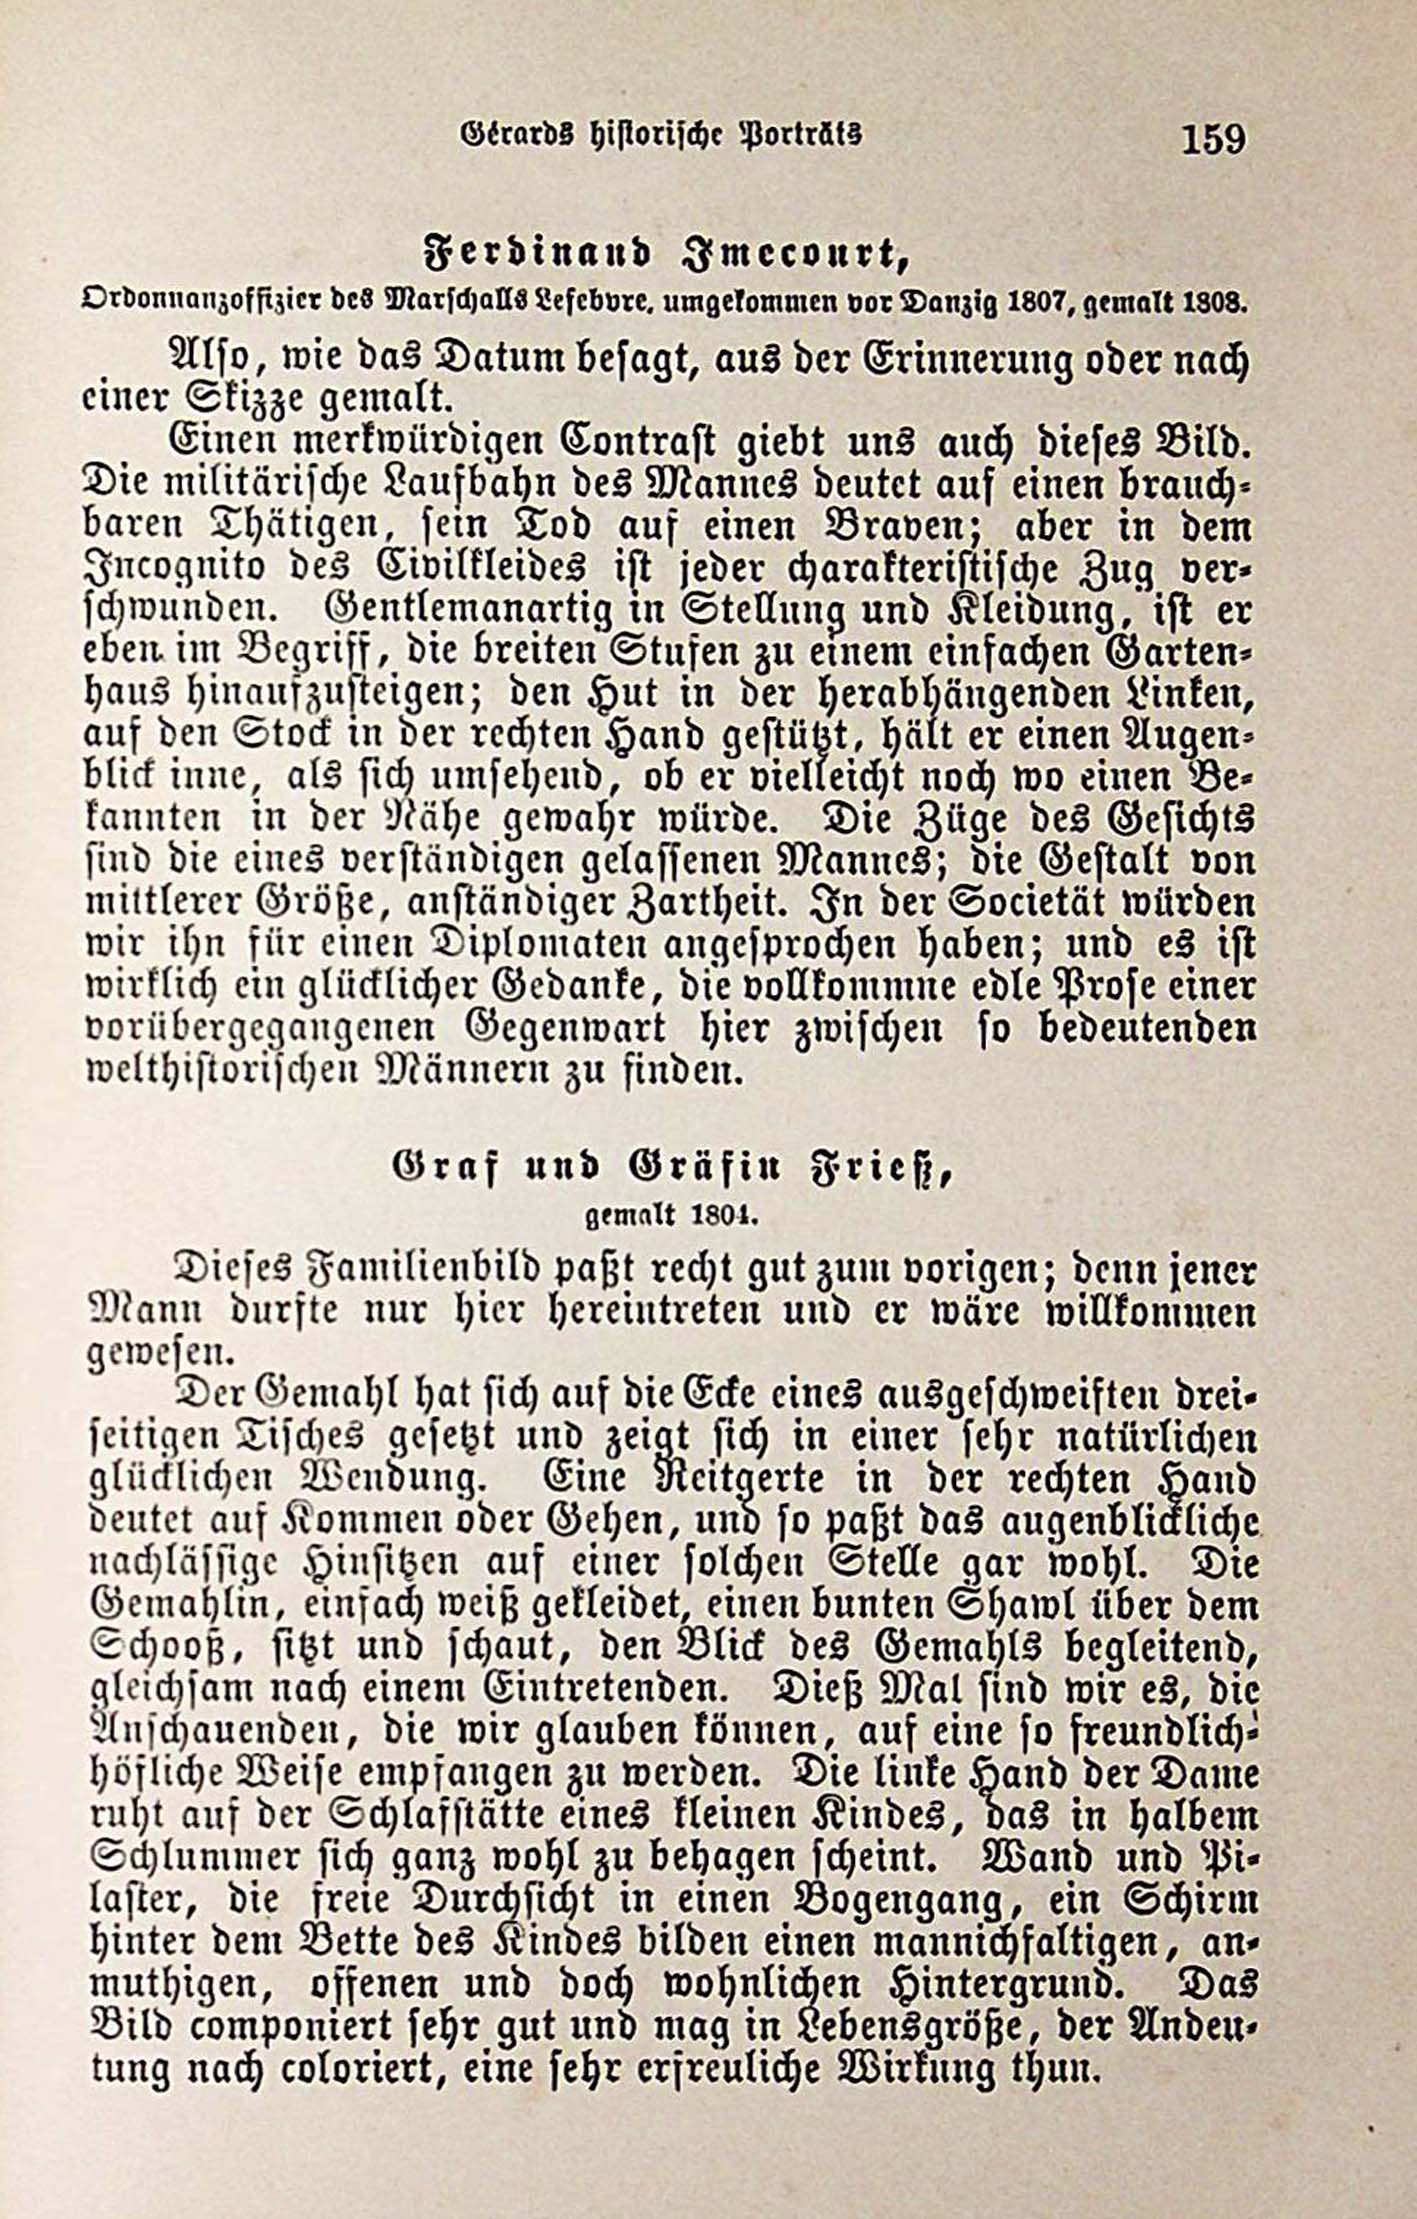 Gérards historische Porträts 159
Ferdinand Imecourt,
Ordonnanzoffizier des Marschalls Lefebvre, umgekommen vor Danzig 1807, gemalt 1808.
Also, wie das Datum besagt, aus der Erinnerung oder nach
einer Skizze gemalt.
Einen merkwürdigen Contrast giebt uns auch dieses Bild.
Die militärische Laufbahn des Mannes deutet auf einen brauch-
baren Thätigen, sein Tod auf einen Braven; aber in dem
Incognito des Civilkleides ist jeder charakteristische Zug ver-
schwunden. Gentlemanartig in Stellung und Kleidung, ist er
eben im Begriff, die breiten Stufen zu einem einfachen Garten-
haus hinaufzusteigen; den Hut in der herabhängenden Linken,
auf den Stock in der rechten Hand gestützt, hält er einen Augen-
blick inne, als sich umsehend, ob er vielleicht noch wo einen Be-
kannten in der Nähe gewahr würde. Die Züge des Gesichts
sind die eines verständigen gelassenen Mannes; die Gestalt von
mittlerer Größe, anständiger Zartheit. In der Societät würden
wir ihn für einen Diplomaten angesprochen haben; und es ist
wirklich ein glücklicher Gedanke, die vollkommne edle Prose einer
vorübergegangenen Gegenwart hier zwischen so bedeutenden
welthistorischen Männern zu finden.
Graf und Gräfin Frieß,
gemalt 1804.
Dieses Familienbild paßt recht gut zum vorigen; denn jener
Mann durfte nur hier hereintreten und er wäre willkommen
gewesen.
Der Gemahl hat sich auf die Ecke eines ausgeschweiften drei-
seitigen Tisches gesetzt und zeigt sich in einer sehr natürlichen
glücklichen Wendung. Eine Reitgerte in der rechten Hand
deutet auf Kommen oder Gehen, und so paßt das augenblickliche
nachlässige Hinsitzen auf einer solchen Stelle gar wohl. Die
Gemahlin, einfach weiß gekleidet, einen bunten Shawl über dem
Schooß, sitzt und schaut, den Blick des Gemahls begleitend,
gleichsam nach einem Eintretenden. Dieß Mal sind wir es, die
Anschauenden, die wir glauben können, auf eine so freundlich-
höfliche Weise empfangen zu werden. Die linke Hand der Dame
ruht auf der Schlafstätte eines kleinen Kindes, das in halbem
Schlummer sich ganz wohl zu behagen scheint. Wand und Pi-
laster, die freie Durchsicht in einen Bogengang, ein Schirm
hinter dem Bette des Kindes bilden einen mannichfaltigen, an-
muthigen, offenen und doch wohnlichen Hintergrund. Das
Bild componiert sehr gut und mag in Lebensgröße, der Andeu-
tung nach coloriert, eine sehr erfreuliche Wirkung thun.